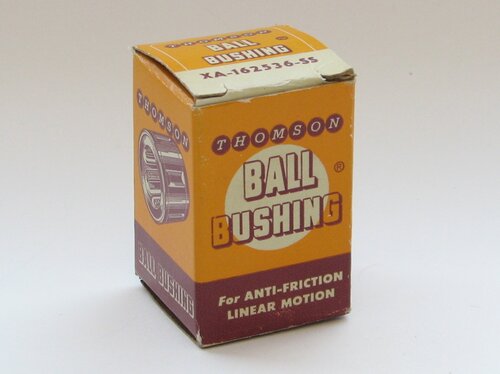 THOMSON
BALL
BUSHING
XA-162536-SS
THOMSON
BALL
BUSHING®
For ANTI-FRICTION
LINEAR MOTION
THOMSON
BALL BUSHING